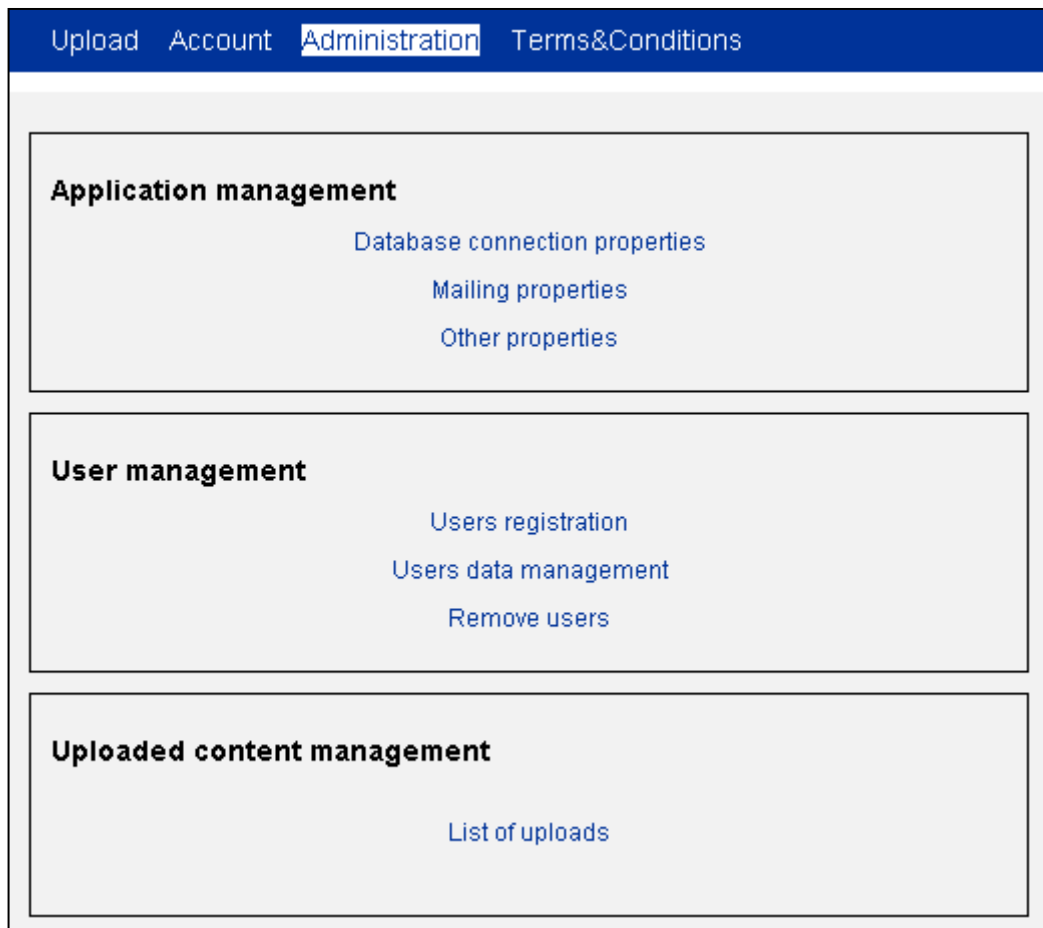 Upload Account Administration Terms&Conditions
Application management
Database connection properties
Mailing properties
Other properties
User management
Users registration
Users data management
Remove users
Uploaded content management
List of uploads